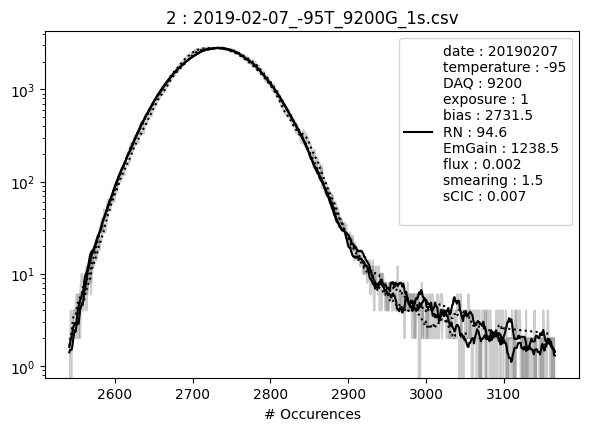 2 : 2019-02-07_-95T_9200G_1s.csv
date : 20190207
temperature : -95
DAQ : 9200
exposure : 1
bias : 2731.5
RN : 94.6
EmGain : 1238.5
flux : 0.002
smearing : 1.5
sCIC : 0.007
10³
10²
10¹
10⁰
2600 2700 2800 2900 3000 3100
# Occurences